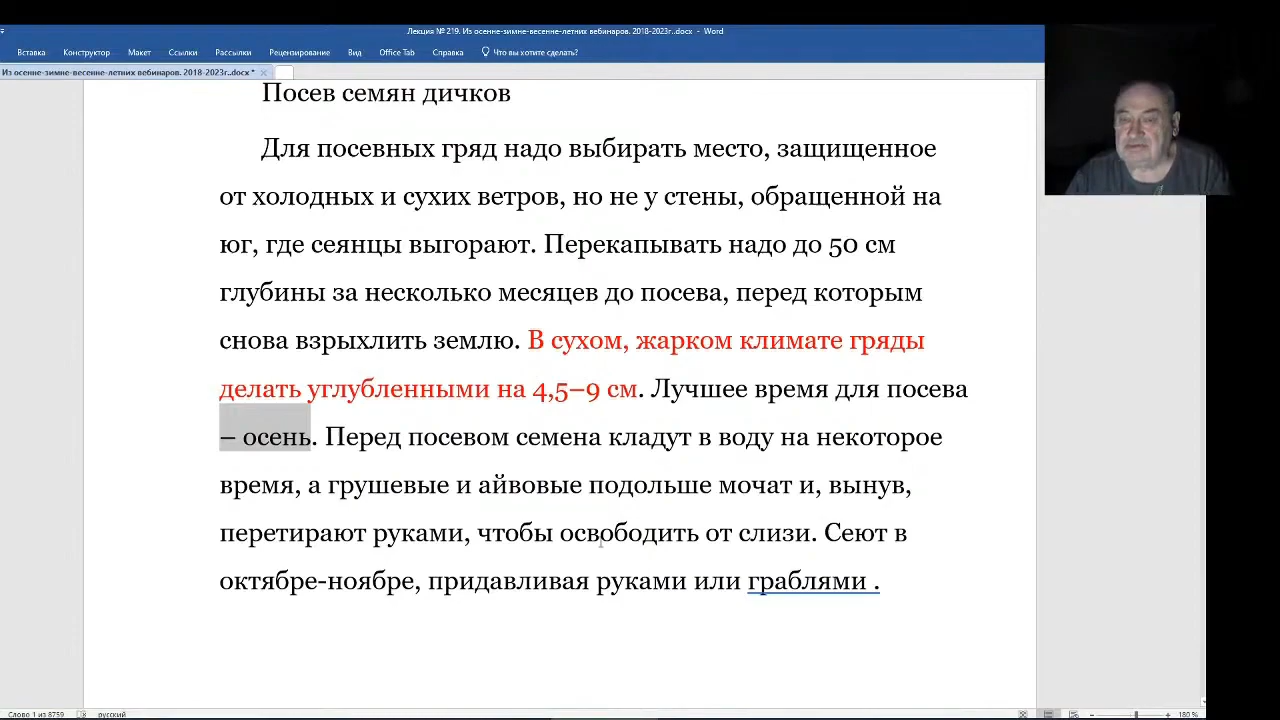 Лекция № 219. Из осенне-зимне-весенне-летних вебинаров. 2018-2023г..docx - Word
Вставка Конструктор Макет Ссылки Рассылки Рецензирование Вид Office Tab Справка Что вы хотите сделать?
Из осенне-зимне-весенне-летних вебинаров. 2018-2023г..docx *
Посев семян дичков
Для посевных гряд надо выбирать место, защищенное
от холодных и сухих ветров, но не у стены, обращенной на
юг, где сеянцы выгорают. Перекапывать надо до 50 см
глубины за несколько месяцев до посева, перед которым
снова взрыхлить землю. В сухом, жарком климате гряды
делать углубленными на 4,5–9 см. Лучшее время для посева
– осень. Перед посевом семена кладут в воду на некоторое
время, а грушевые и айвовые подольше мочат и, вынув,
перетирают руками, чтобы освободить от слизи. Сеют в
октябре-ноябре, придавливая руками или граблями .
Слово 1 из 8759 русский 180 %